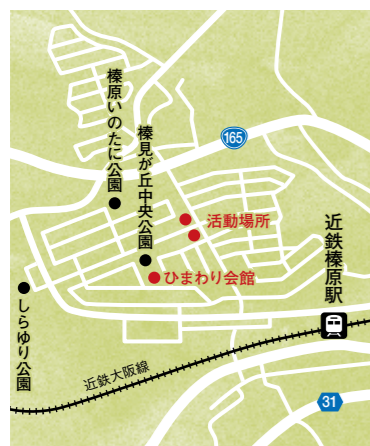 榛原いのたに公園
榛見が丘中央公園
165
活動場所
ひまわり会館
近鉄榛原駅
しらゆり公園
近鉄大阪線
31